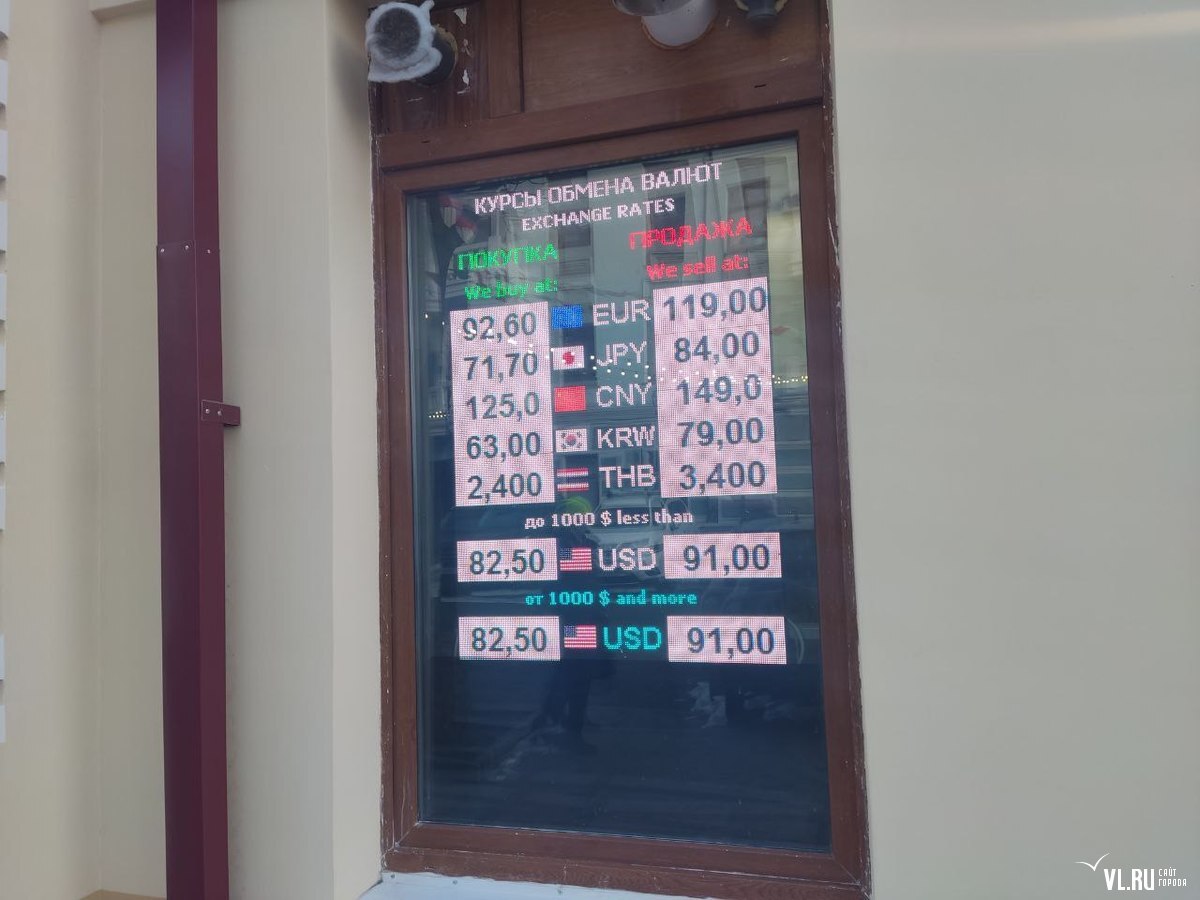 КУРСЫ ОБМЕНА ВАЛЮТ
EXCHANGE RATES
ПОКУПКА ПРОДАЖА
We buy at: We sell at:
92,60 EUR 119,00
71,70 JPY 84,00
125,0 CNY 149,0
63,00 KRW 79,00
2,400 THB 3,400
до 1000 $ less than
82,50 USD 91,00
от 1000 $ and more
82,50 USD 91,00
VL.RU САЙТ ГОРОДА